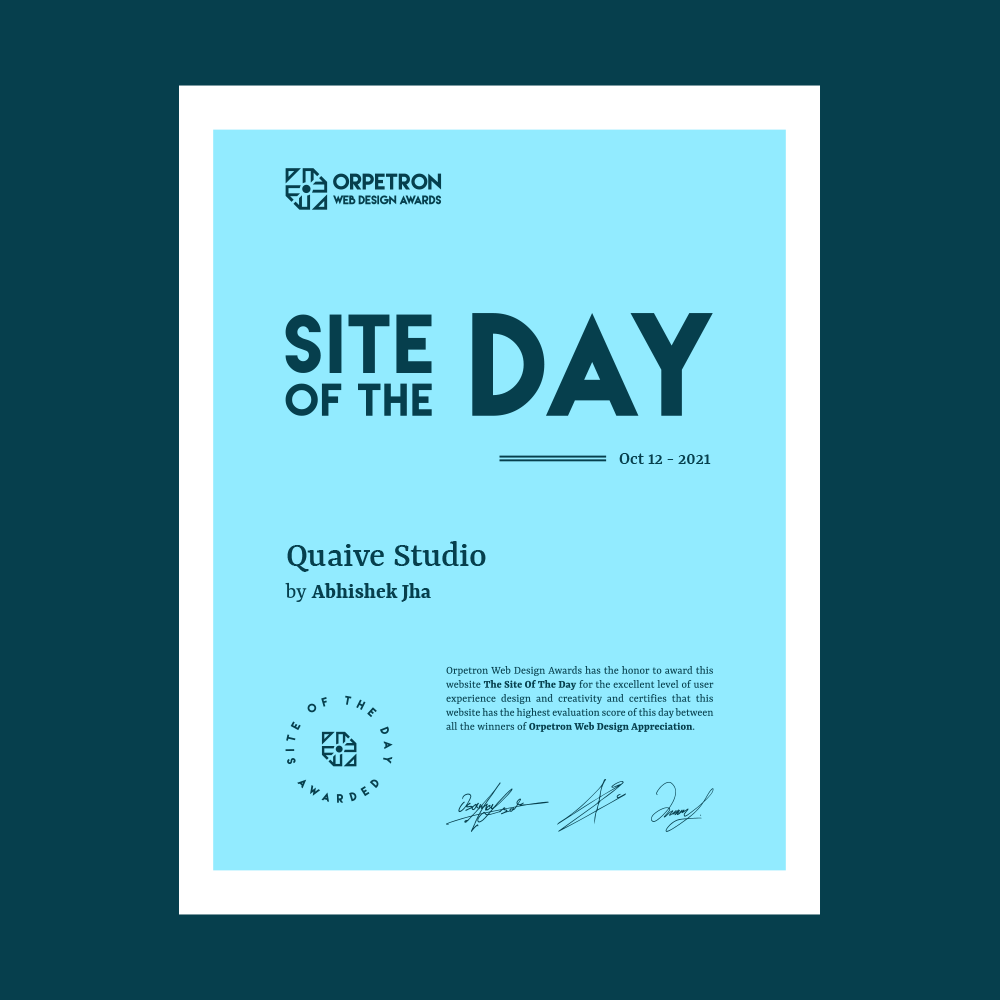 ORPETRON
WEB DESIGN AWARDS
SITE
OF THE
DAY
Oct 12 - 2021
Quaive Studio
by Abhishek Jha
Orpetron Web Design Awards has the honor to award this
website The Site Of The Day for the excellent level of user
experience design and creativity and certifies that this
website has the highest evaluation score of this day between
all the winners of Orpetron Web Design Appreciation.
SITE OF THE DAY
AWARDED